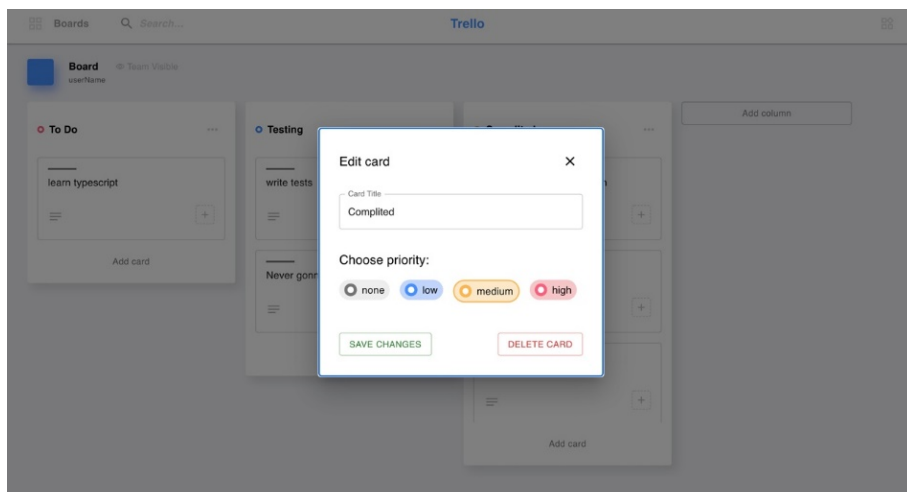 Boards Search... Trello
Board Team Visible
userName
To Do
Testing
Add column
learn typescript
write tests
Add card
Never gonn
Edit card
Card Title
Complited
Choose priority:
none low medium high
SAVE CHANGES DELETE CARD
Add card